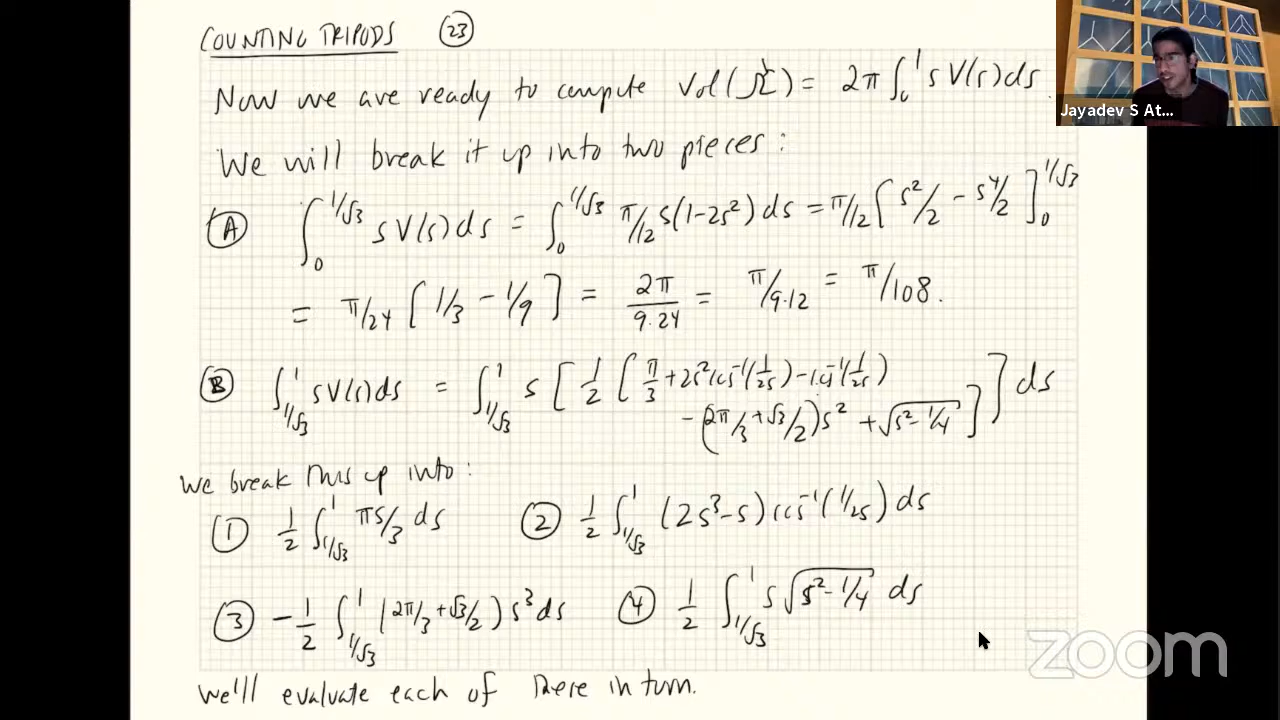 COUNTING TRIPODS (23)
Now we are ready to compute Vol(Ω̃) = 2π ∫₀¹ s V(s) ds.
We will break it up into two pieces:
(A) ∫₀^{1/√3} s V(s) ds = ∫₀^{1/√3} π/12 s(1-2s²) ds = π/12 [s²/2 - s⁴/2]₀^{1/√3}
= π/24 [1/3 - 1/9] = 2π/(9·24) = π/9·12 = π/108.
(B) ∫_{1/√3}^1 s V(s) ds = ∫_{1/√3}^1 s [ 1/2 [ π/3 + 2s² cos⁻¹(1/2s) - cos⁻¹(1/2s)
- (2π/3 + √3/2) s² + √(s² - 1/4) ] ] ds
We break this up into:
(1) 1/2 ∫_{1/√3}^1 πs/3 ds (2) 1/2 ∫_{1/√3}^1 (2s³-s) cos⁻¹(1/2s) ds
(3) -1/2 ∫_{1/√3}^1 (2π/3 + √3/2) s³ ds (4) 1/2 ∫_{1/√3}^1 s √(s² - 1/4) ds
We'll evaluate each of these in turn.
Jayadev S At...
zoom